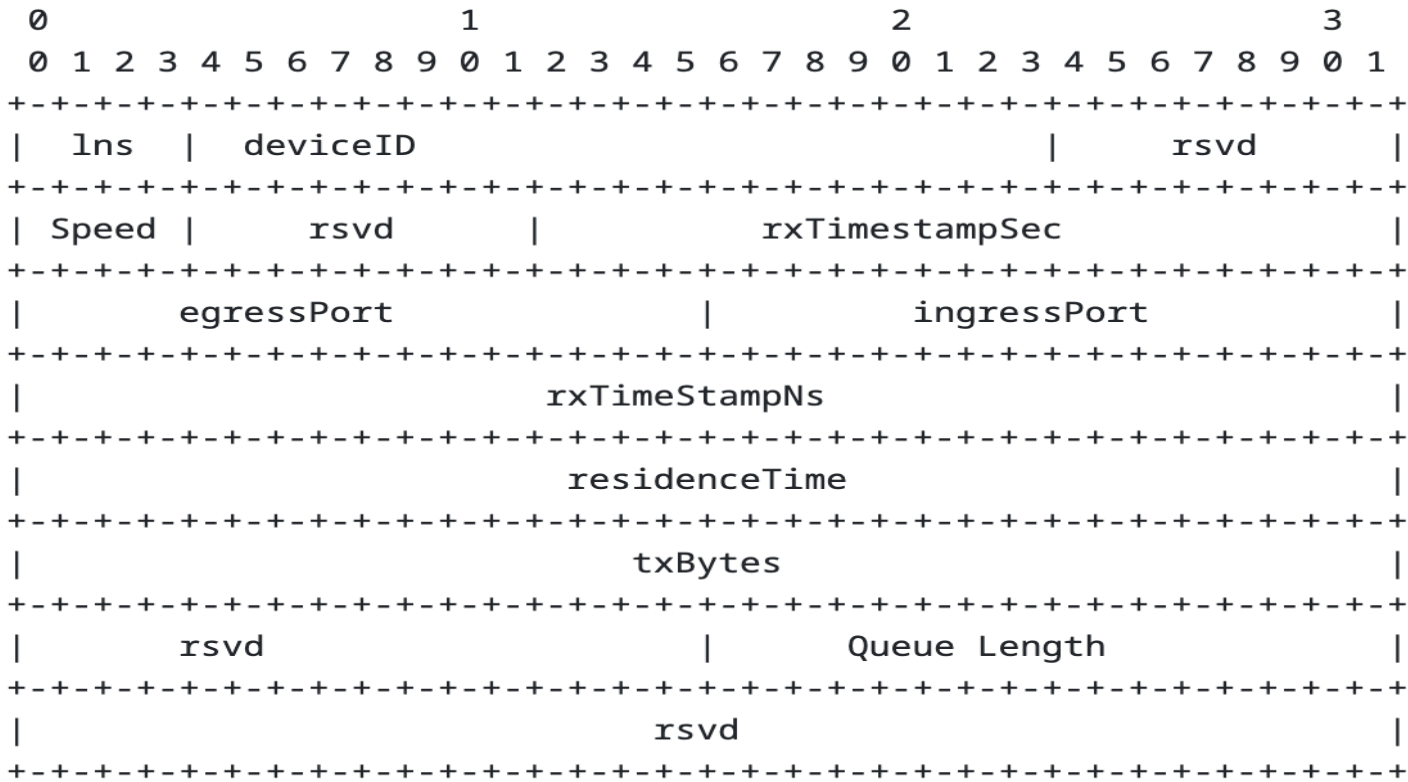 0                   1                   2                   3
 0 1 2 3 4 5 6 7 8 9 0 1 2 3 4 5 6 7 8 9 0 1 2 3 4 5 6 7 8 9 0 1
+-+-+-+-+-+-+-+-+-+-+-+-+-+-+-+-+-+-+-+-+-+-+-+-+-+-+-+-+-+-+-+-+
|  lns  |  deviceID                             |     rsvd      |
+-+-+-+-+-+-+-+-+-+-+-+-+-+-+-+-+-+-+-+-+-+-+-+-+-+-+-+-+-+-+-+-+
| Speed |     rsvd      |          rxTimestampSec               |
+-+-+-+-+-+-+-+-+-+-+-+-+-+-+-+-+-+-+-+-+-+-+-+-+-+-+-+-+-+-+-+-+
|       egressPort              |         ingressPort           |
+-+-+-+-+-+-+-+-+-+-+-+-+-+-+-+-+-+-+-+-+-+-+-+-+-+-+-+-+-+-+-+-+
|                        rxTimeStampNs                          |
+-+-+-+-+-+-+-+-+-+-+-+-+-+-+-+-+-+-+-+-+-+-+-+-+-+-+-+-+-+-+-+-+
|                         residenceTime                         |
+-+-+-+-+-+-+-+-+-+-+-+-+-+-+-+-+-+-+-+-+-+-+-+-+-+-+-+-+-+-+-+-+
|                            txBytes                            |
+-+-+-+-+-+-+-+-+-+-+-+-+-+-+-+-+-+-+-+-+-+-+-+-+-+-+-+-+-+-+-+-+
|       rsvd                    |      Queue Length             |
+-+-+-+-+-+-+-+-+-+-+-+-+-+-+-+-+-+-+-+-+-+-+-+-+-+-+-+-+-+-+-+-+
|                             rsvd                              |
+-+-+-+-+-+-+-+-+-+-+-+-+-+-+-+-+-+-+-+-+-+-+-+-+-+-+-+-+-+-+-+-+